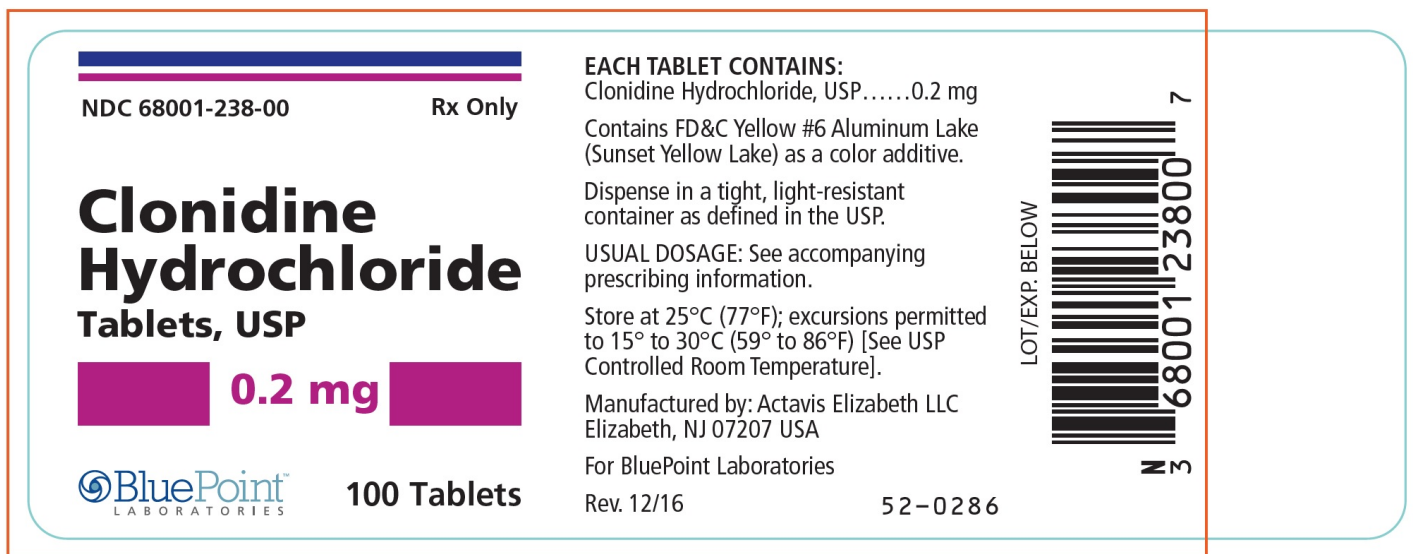 NDC 68001-238-00 Rx Only
Clonidine
Hydrochloride
Tablets, USP
0.2 mg
BluePoint™
LABORATORIES
100 Tablets
EACH TABLET CONTAINS:
Clonidine Hydrochloride, USP......0.2 mg
Contains FD&C Yellow #6 Aluminum Lake
(Sunset Yellow Lake) as a color additive.
Dispense in a tight, light-resistant
container as defined in the USP.
USUAL DOSAGE: See accompanying
prescribing information.
Store at 25°C (77°F); excursions permitted
to 15° to 30°C (59° to 86°F) [See USP
Controlled Room Temperature].
Manufactured by: Actavis Elizabeth LLC
Elizabeth, NJ 07207 USA
For BluePoint Laboratories
Rev. 12/16 52-0286
LOT/EXP. BELOW
N
3 68001 23800 7